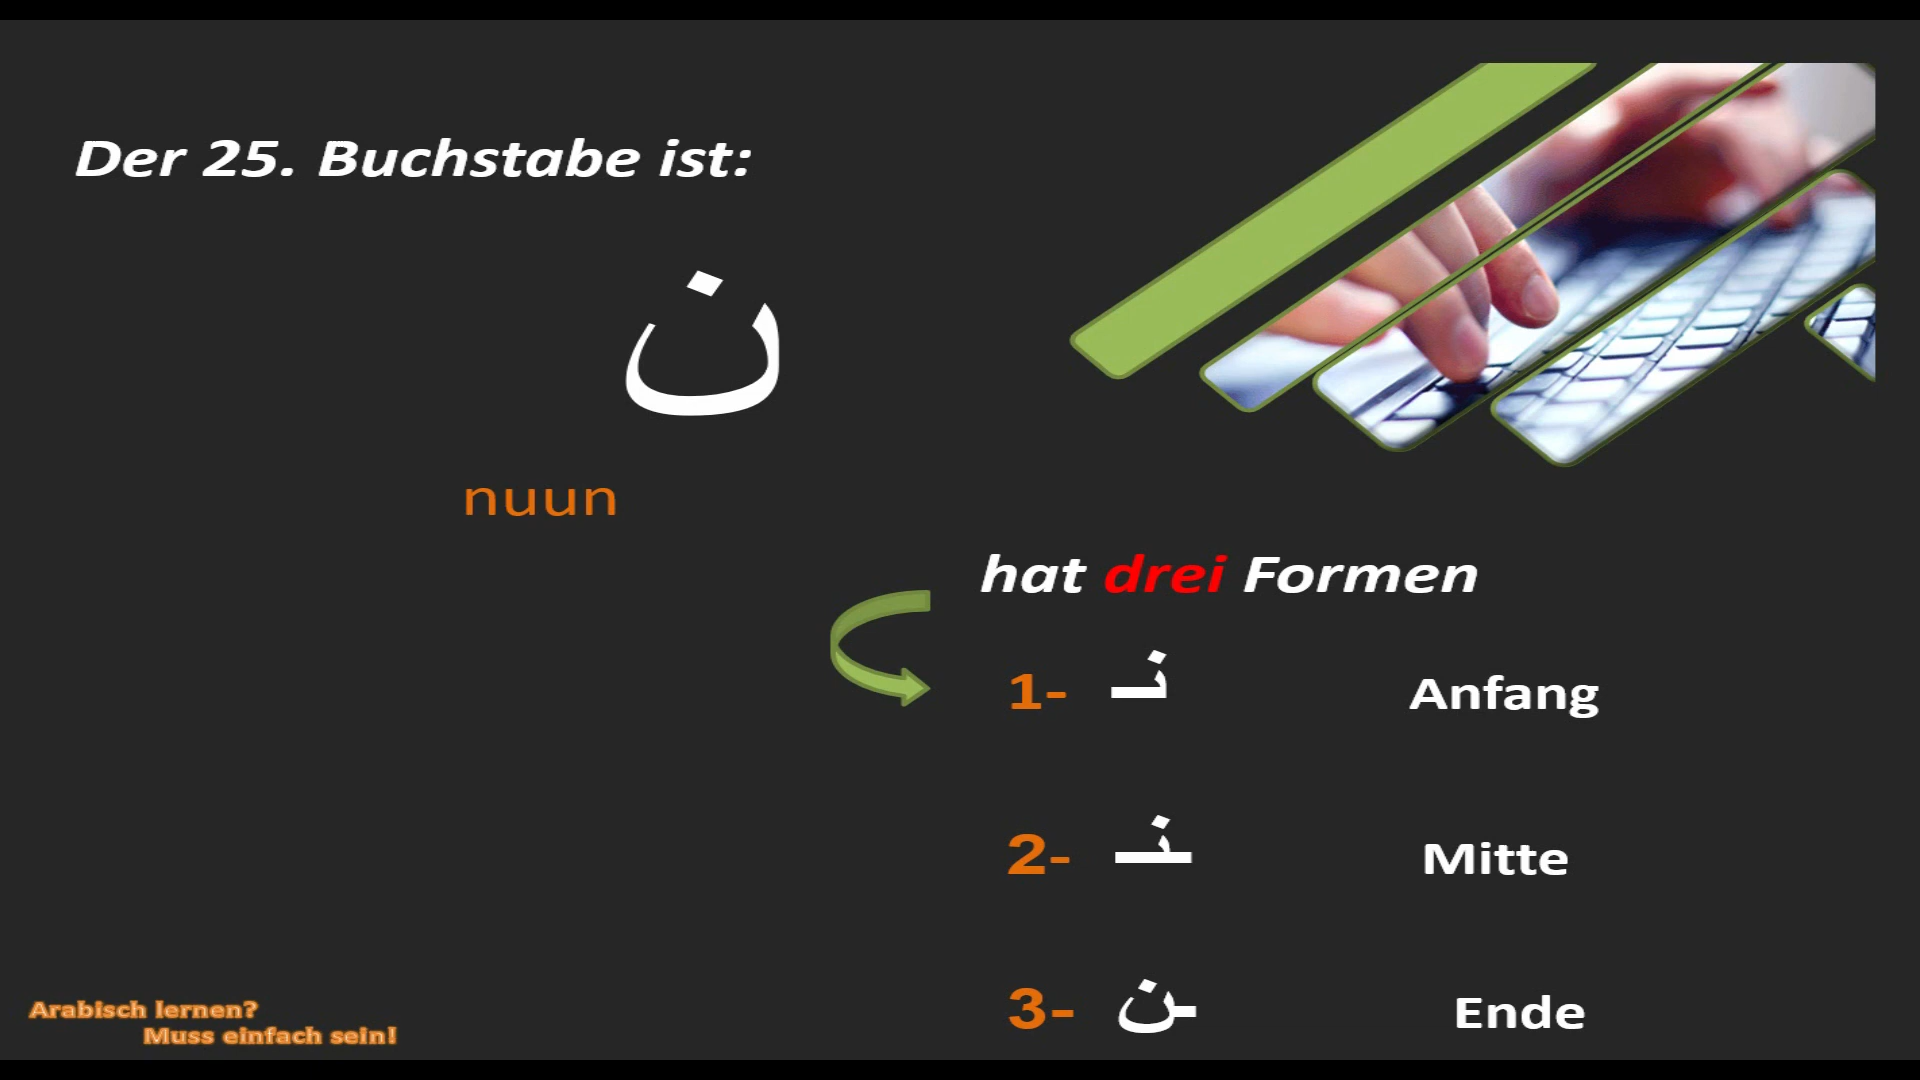 Der 25. Buchstabe ist:
ن
nuun
hat drei Formen
1- نـ Anfang
2- ـنـ Mitte
3- ـن Ende
Arabisch lernen?
Muss einfach sein!